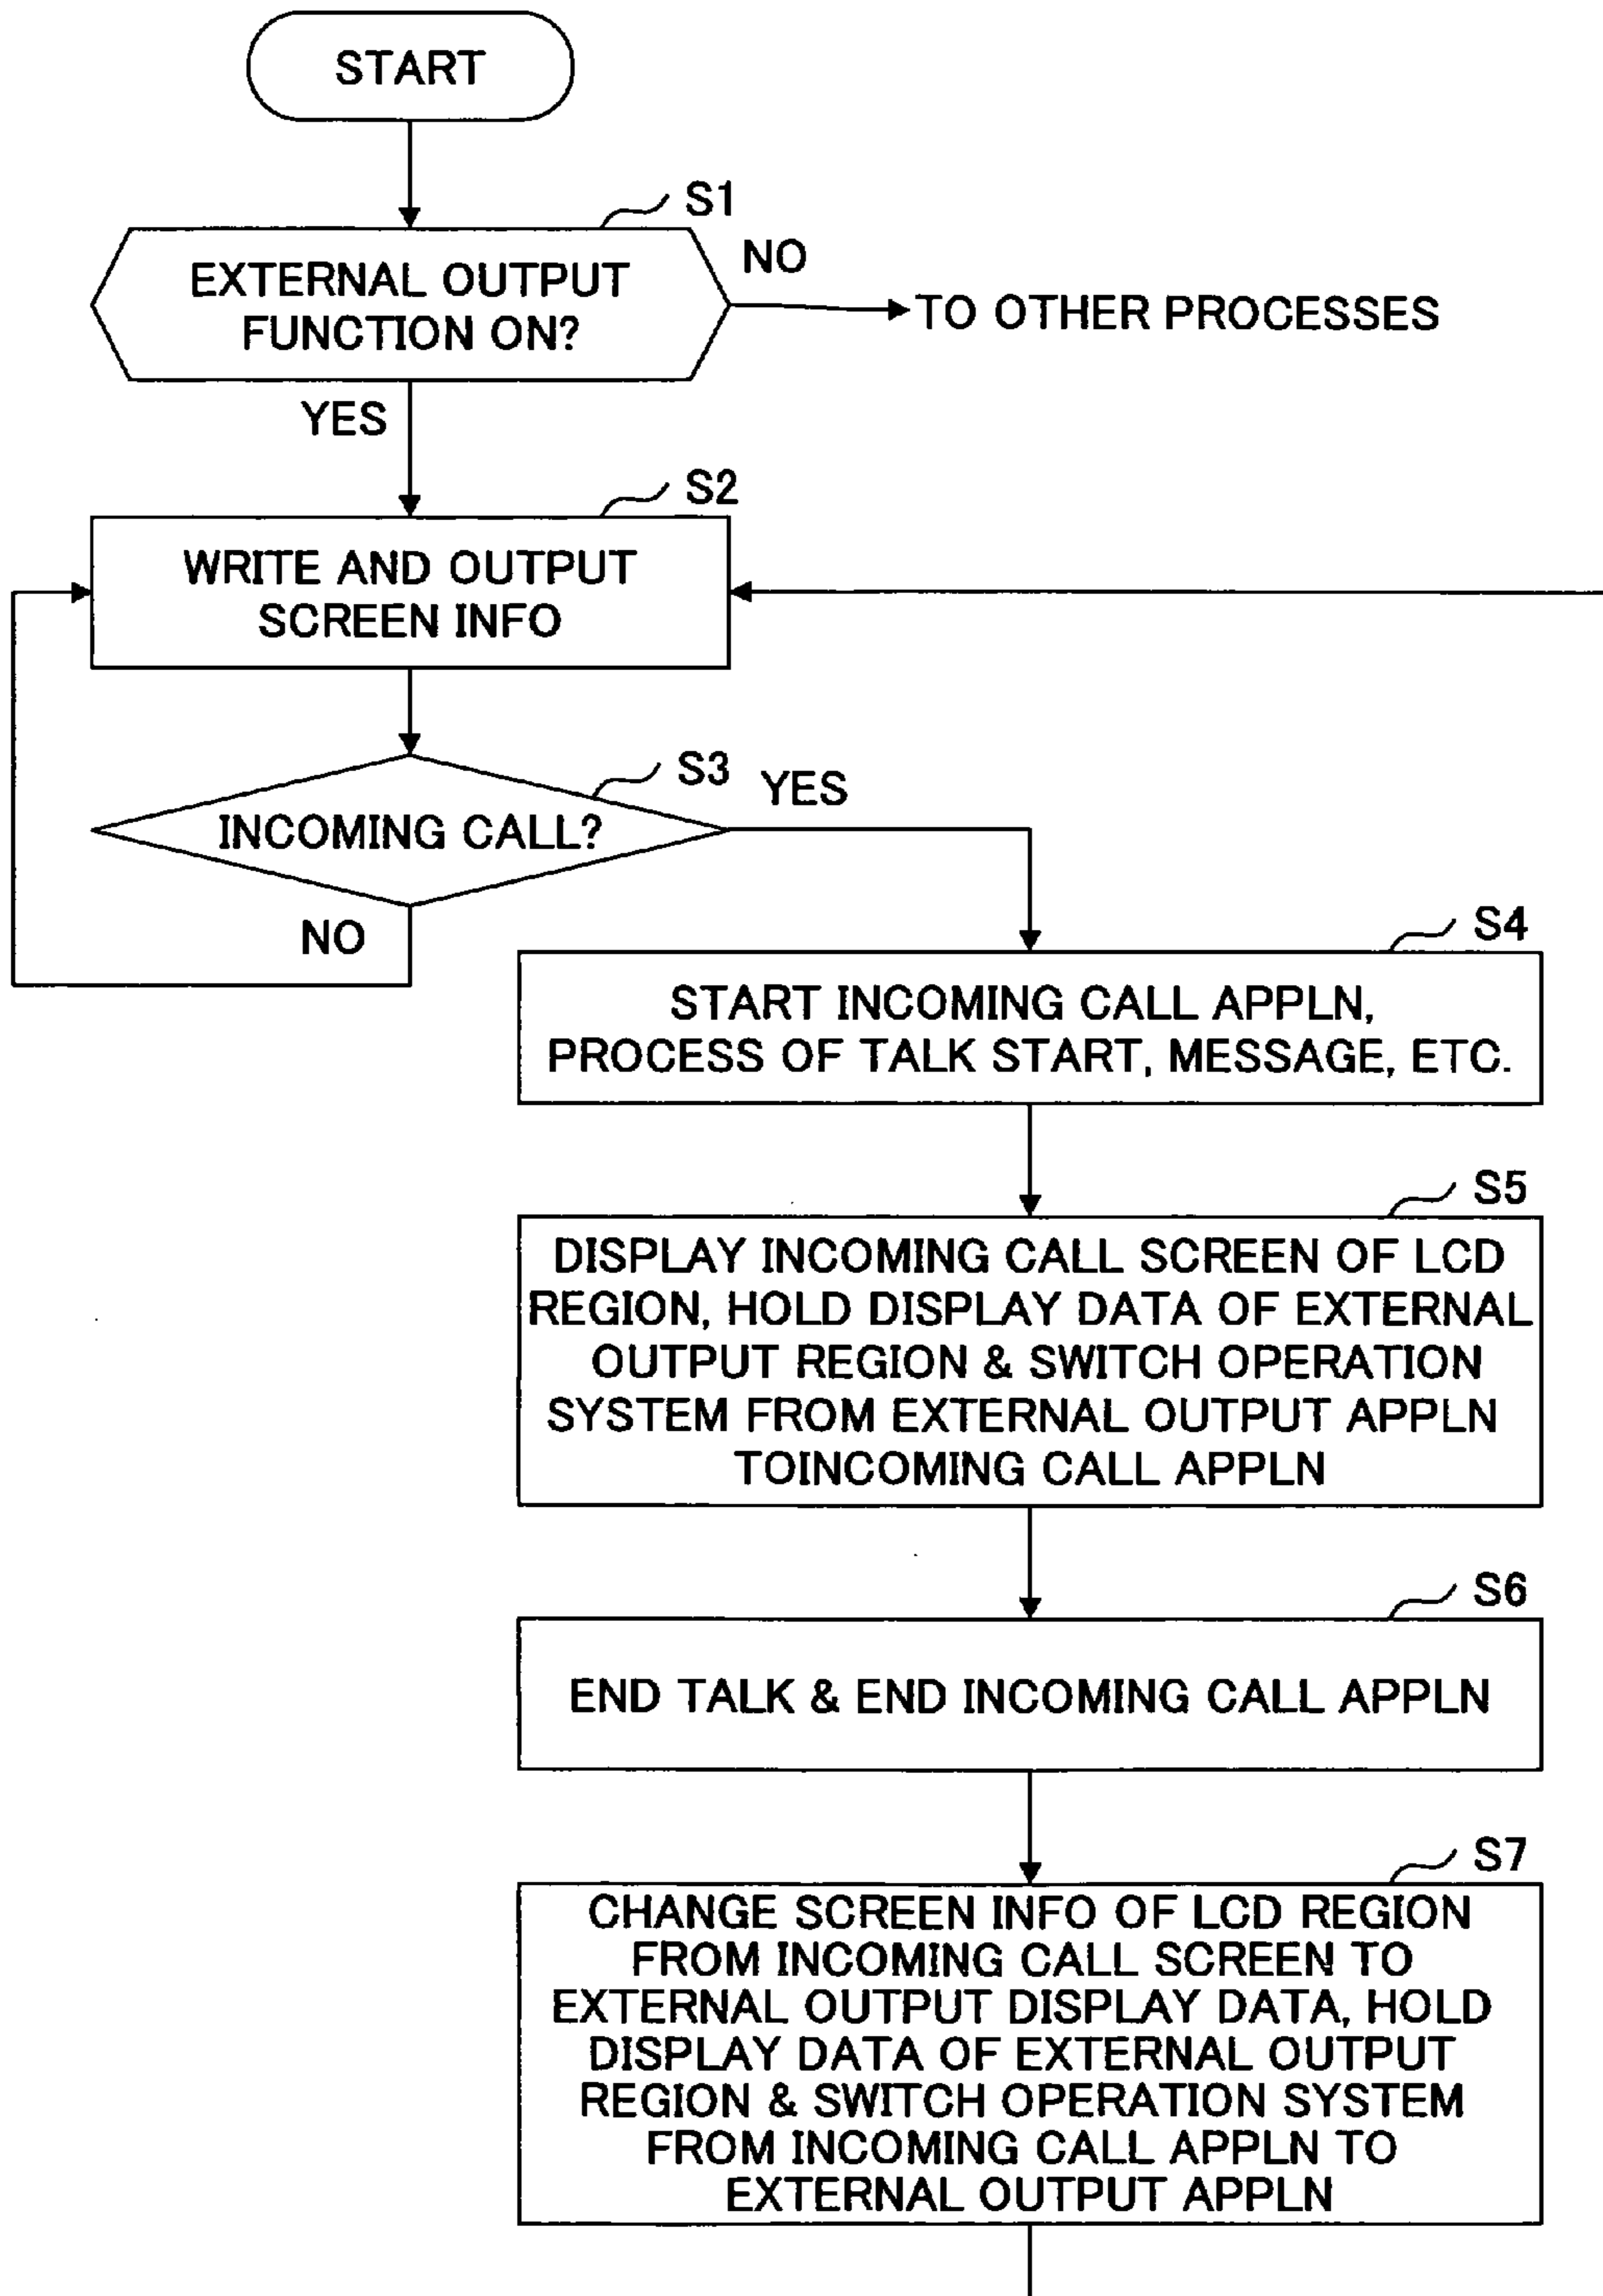 START
S1
EXTERNAL OUTPUT
FUNCTION ON?
NO
TO OTHER PROCESSES
YES
S2
WRITE AND OUTPUT
SCREEN INFO
S3
INCOMING CALL?
YES
NO
S4
START INCOMING CALL APPLN,
PROCESS OF TALK START, MESSAGE, ETC.
S5
DISPLAY INCOMING CALL SCREEN OF LCD
REGION, HOLD DISPLAY DATA OF EXTERNAL
OUTPUT REGION & SWITCH OPERATION
SYSTEM FROM EXTERNAL OUTPUT APPLN
TOINCOMING CALL APPLN
S6
END TALK & END INCOMING CALL APPLN
S7
CHANGE SCREEN INFO OF LCD REGION
FROM INCOMING CALL SCREEN TO
EXTERNAL OUTPUT DISPLAY DATA, HOLD
DISPLAY DATA OF EXTERNAL OUTPUT
REGION & SWITCH OPERATION SYSTEM
FROM INCOMING CALL APPLN TO
EXTERNAL OUTPUT APPLN